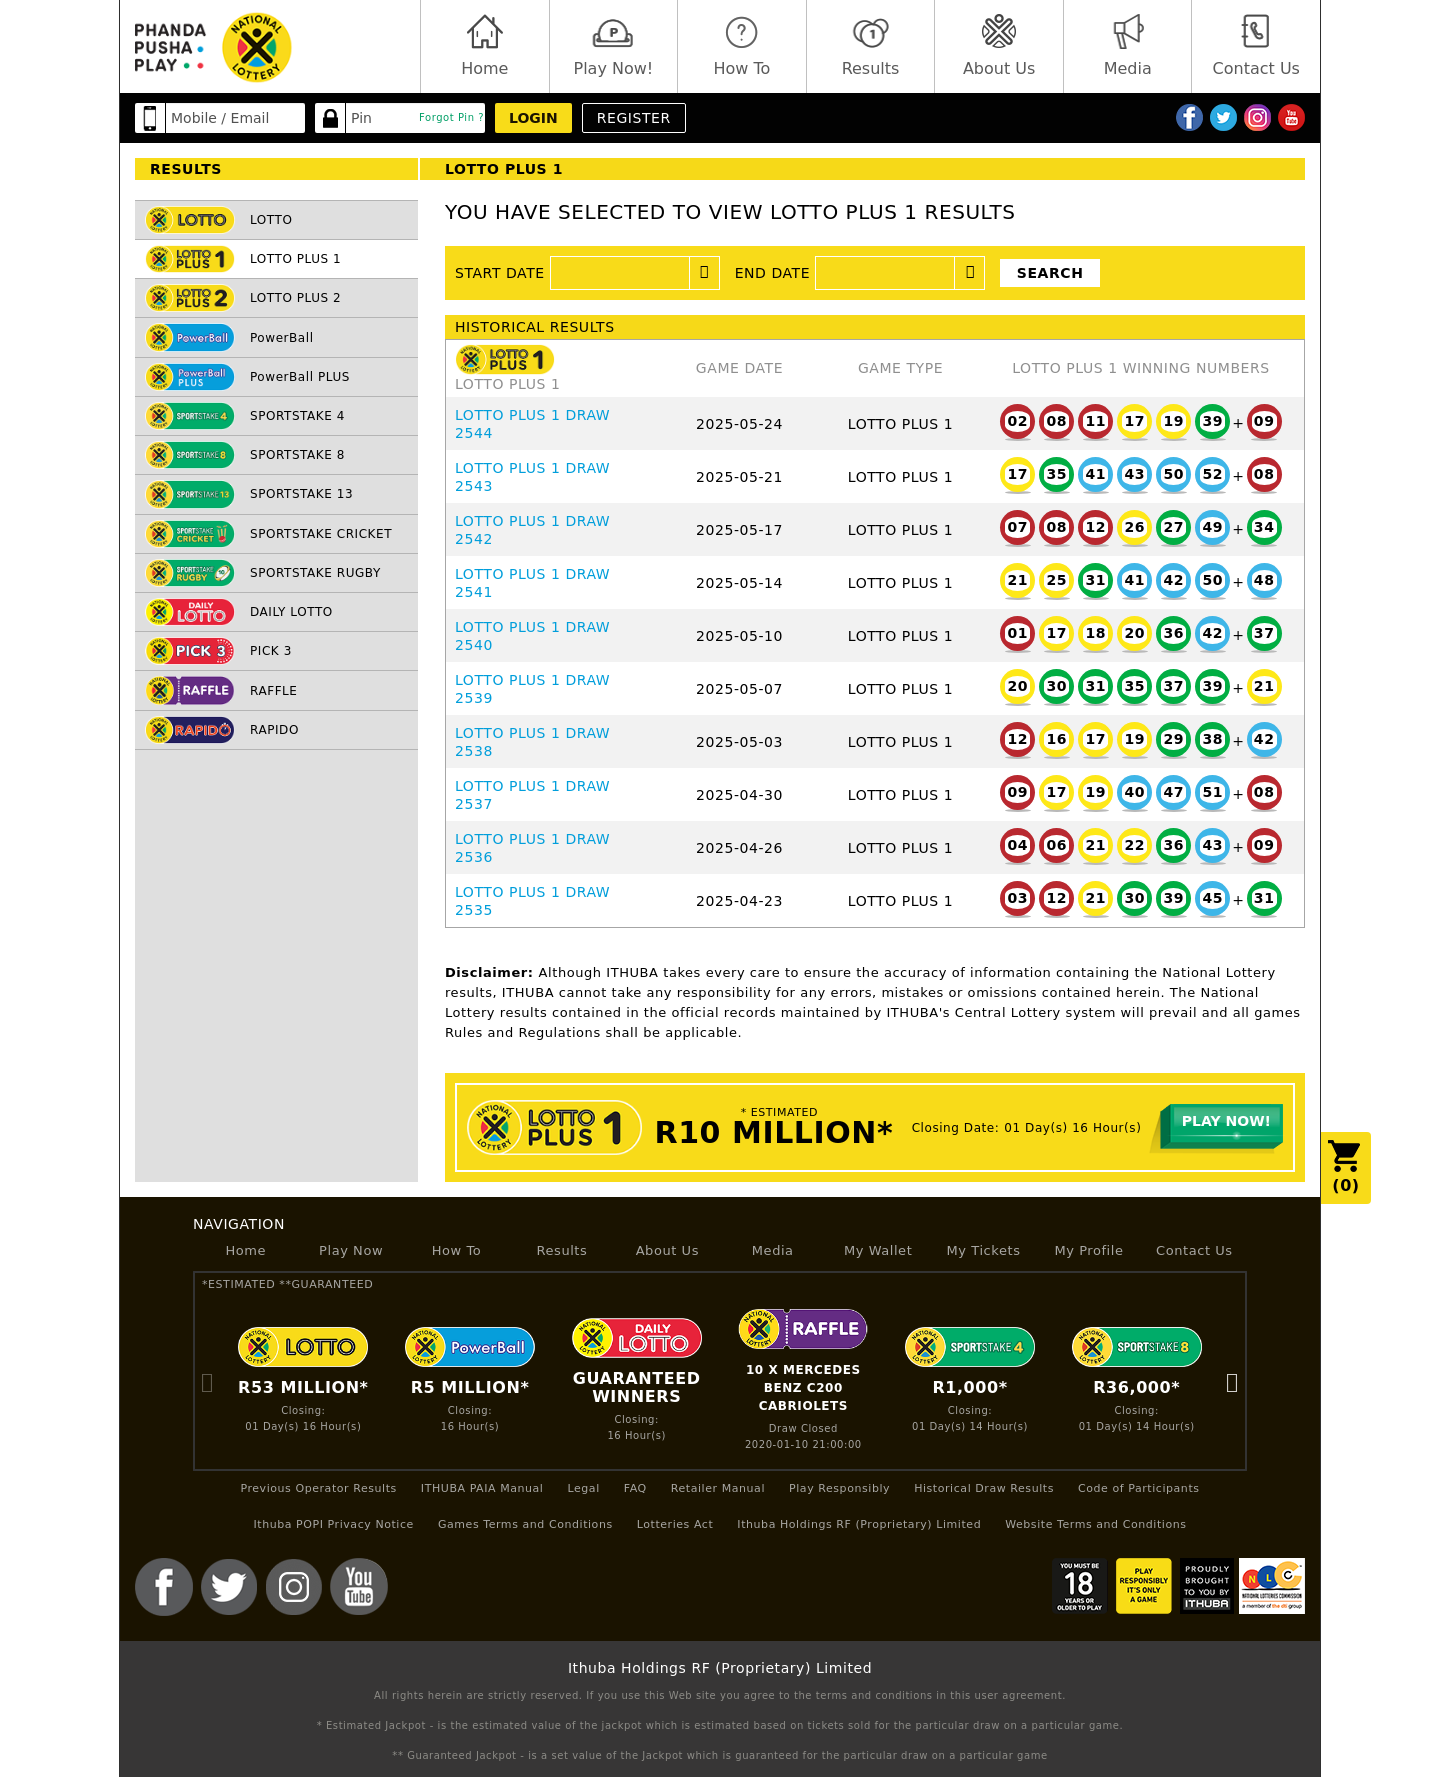 PHANDA
PUSHA
PLAY
NATIONAL
LOTTERY
Home
Play Now!
How To
Results
About Us
Media
Contact Us
Mobile / Email
Pin
Forgot Pin ?
LOGIN
REGISTER
RESULTS
LOTTO
LOTTO PLUS 1
LOTTO PLUS 2
PowerBall
PowerBall PLUS
SPORTSTAKE 4
SPORTSTAKE 8
SPORTSTAKE 13
SPORTSTAKE CRICKET
SPORTSTAKE RUGBY
DAILY LOTTO
PICK 3
RAFFLE
RAPIDO
LOTTO PLUS 1
YOU HAVE SELECTED TO VIEW LOTTO PLUS 1 RESULTS
START DATE
END DATE
SEARCH
HISTORICAL RESULTS
LOTTO PLUS 1
LOTTO PLUS 1 GAME DATE GAME TYPE LOTTO PLUS 1 WINNING NUMBERS
LOTTO PLUS 1 DRAW
2544 2025-05-24 LOTTO PLUS 1 02 08 11 17 19 39 + 09
LOTTO PLUS 1 DRAW
2543 2025-05-21 LOTTO PLUS 1 17 35 41 43 50 52 + 08
LOTTO PLUS 1 DRAW
2542 2025-05-17 LOTTO PLUS 1 07 08 12 26 27 49 + 34
LOTTO PLUS 1 DRAW
2541 2025-05-14 LOTTO PLUS 1 21 25 31 41 42 50 + 48
LOTTO PLUS 1 DRAW
2540 2025-05-10 LOTTO PLUS 1 01 17 18 20 36 42 + 37
LOTTO PLUS 1 DRAW
2539 2025-05-07 LOTTO PLUS 1 20 30 31 35 37 39 + 21
LOTTO PLUS 1 DRAW
2538 2025-05-03 LOTTO PLUS 1 12 16 17 19 29 38 + 42
LOTTO PLUS 1 DRAW
2537 2025-04-30 LOTTO PLUS 1 09 17 19 40 47 51 + 08
LOTTO PLUS 1 DRAW
2536 2025-04-26 LOTTO PLUS 1 04 06 21 22 36 43 + 09
LOTTO PLUS 1 DRAW
2535 2025-04-23 LOTTO PLUS 1 03 12 21 30 39 45 + 31
Disclaimer: Although ITHUBA takes every care to ensure the accuracy of information containing the National Lottery
results, ITHUBA cannot take any responsibility for any errors, mistakes or omissions contained herein. The National
Lottery results contained in the official records maintained by ITHUBA's Central Lottery system will prevail and all games
Rules and Regulations shall be applicable.
NATIONAL LOTTERY LOTTO PLUS 1
* ESTIMATED
R10 MILLION*
Closing Date: 01 Day(s) 16 Hour(s)
PLAY NOW!
(0)
NAVIGATION
Home Play Now How To Results About Us Media My Wallet My Tickets My Profile Contact Us
*ESTIMATED **GUARANTEED
LOTTO
R53 MILLION*
Closing:
01 Day(s) 16 Hour(s)
PowerBall
R5 MILLION*
Closing:
16 Hour(s)
DAILY LOTTO
GUARANTEED
WINNERS
Closing:
16 Hour(s)
RAFFLE
10 X MERCEDES
BENZ C200
CABRIOLETS
Draw Closed
2020-01-10 21:00:00
SPORTSTAKE 4
R1,000*
Closing:
01 Day(s) 14 Hour(s)
SPORTSTAKE 8
R36,000*
Closing:
01 Day(s) 14 Hour(s)
Previous Operator Results ITHUBA PAIA Manual Legal FAQ Retailer Manual Play Responsibly Historical Draw Results Code of Participants
Ithuba POPI Privacy Notice Games Terms and Conditions Lotteries Act Ithuba Holdings RF (Proprietary) Limited Website Terms and Conditions
You
Tube
YOU MUST BE
18
YEARS OR
OLDER TO PLAY
PLAY
RESPONSIBLY
IT'S ONLY
A GAME
PROUDLY
BROUGHT
TO YOU BY
ITHUBA
NLC
NATIONAL LOTTERIES COMMISSION
a member of the dti group
Ithuba Holdings RF (Proprietary) Limited
All rights herein are strictly reserved. If you use this Web site you agree to the terms and conditions in this user agreement.
* Estimated Jackpot - is the estimated value of the jackpot which is estimated based on tickets sold for the particular draw on a particular game.
** Guaranteed Jackpot - is a set value of the Jackpot which is guaranteed for the particular draw on a particular game